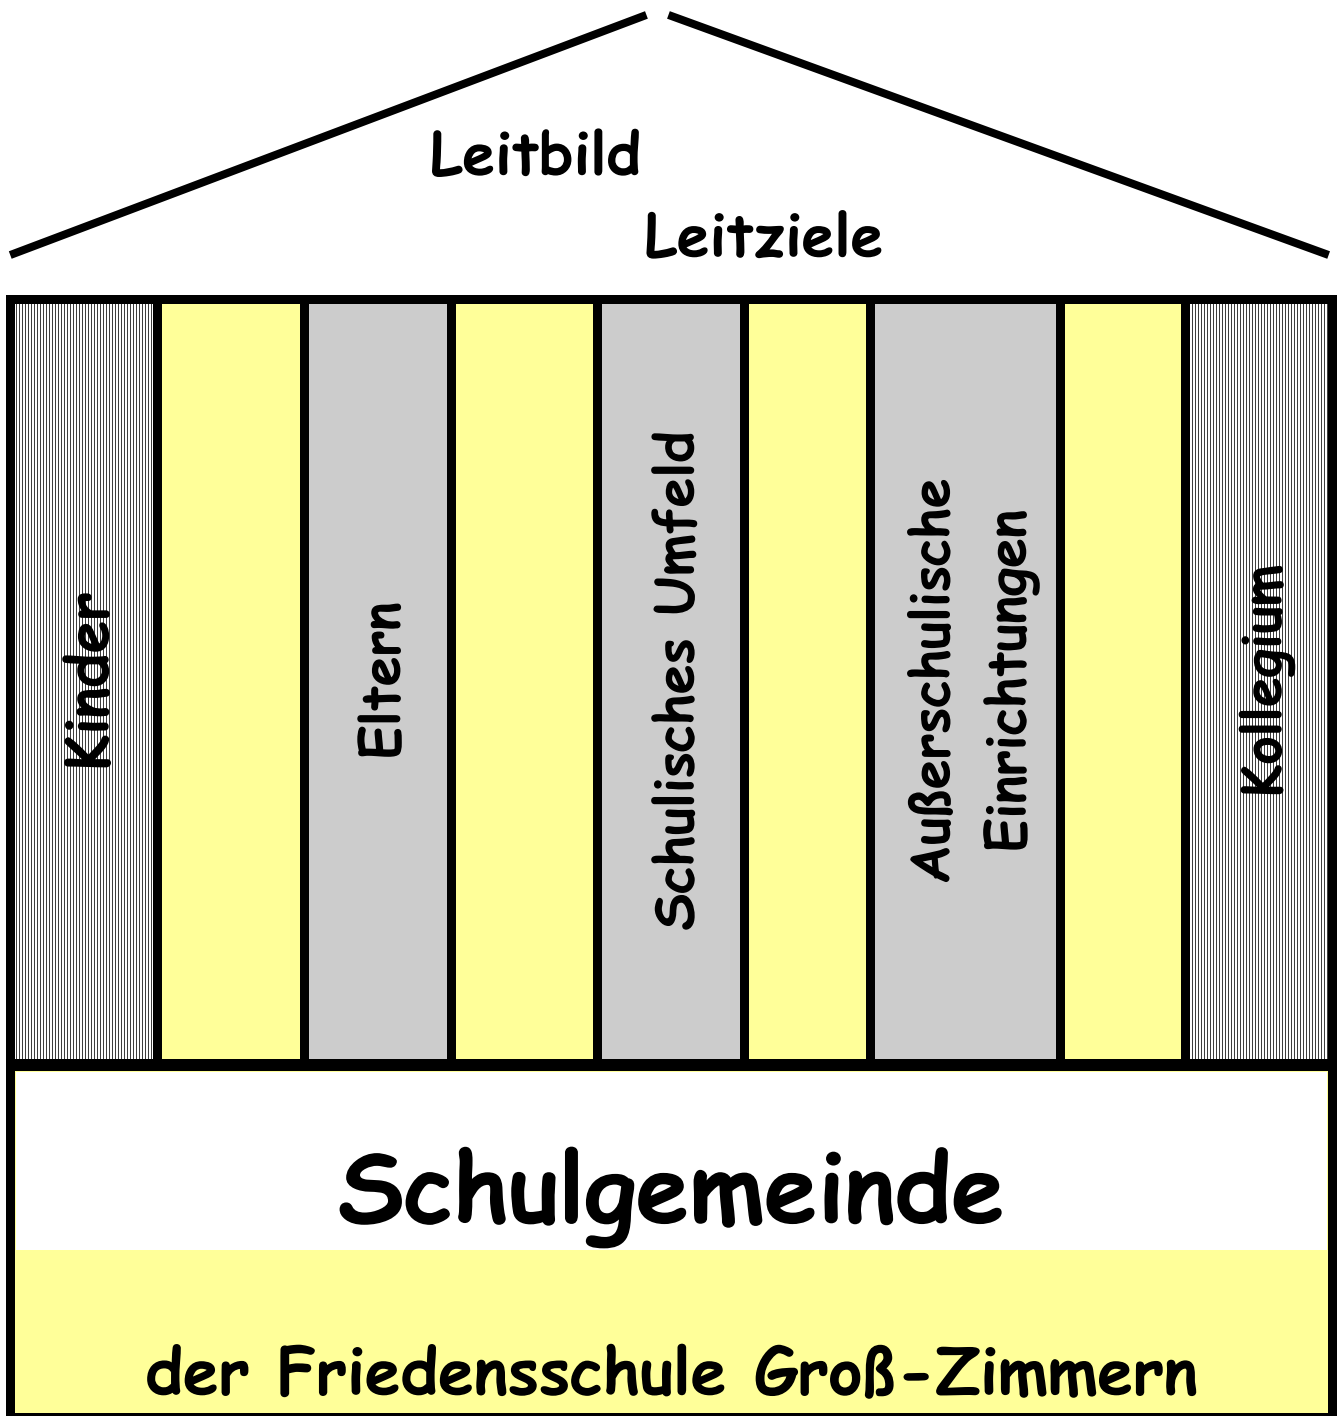 Leitbild
Leitziele
Kinder
Eltern
Schulisches Umfeld
Außerschulische
Einrichtungen
Kollegium
Schulgemeinde
der Friedensschule Groß-Zimmern